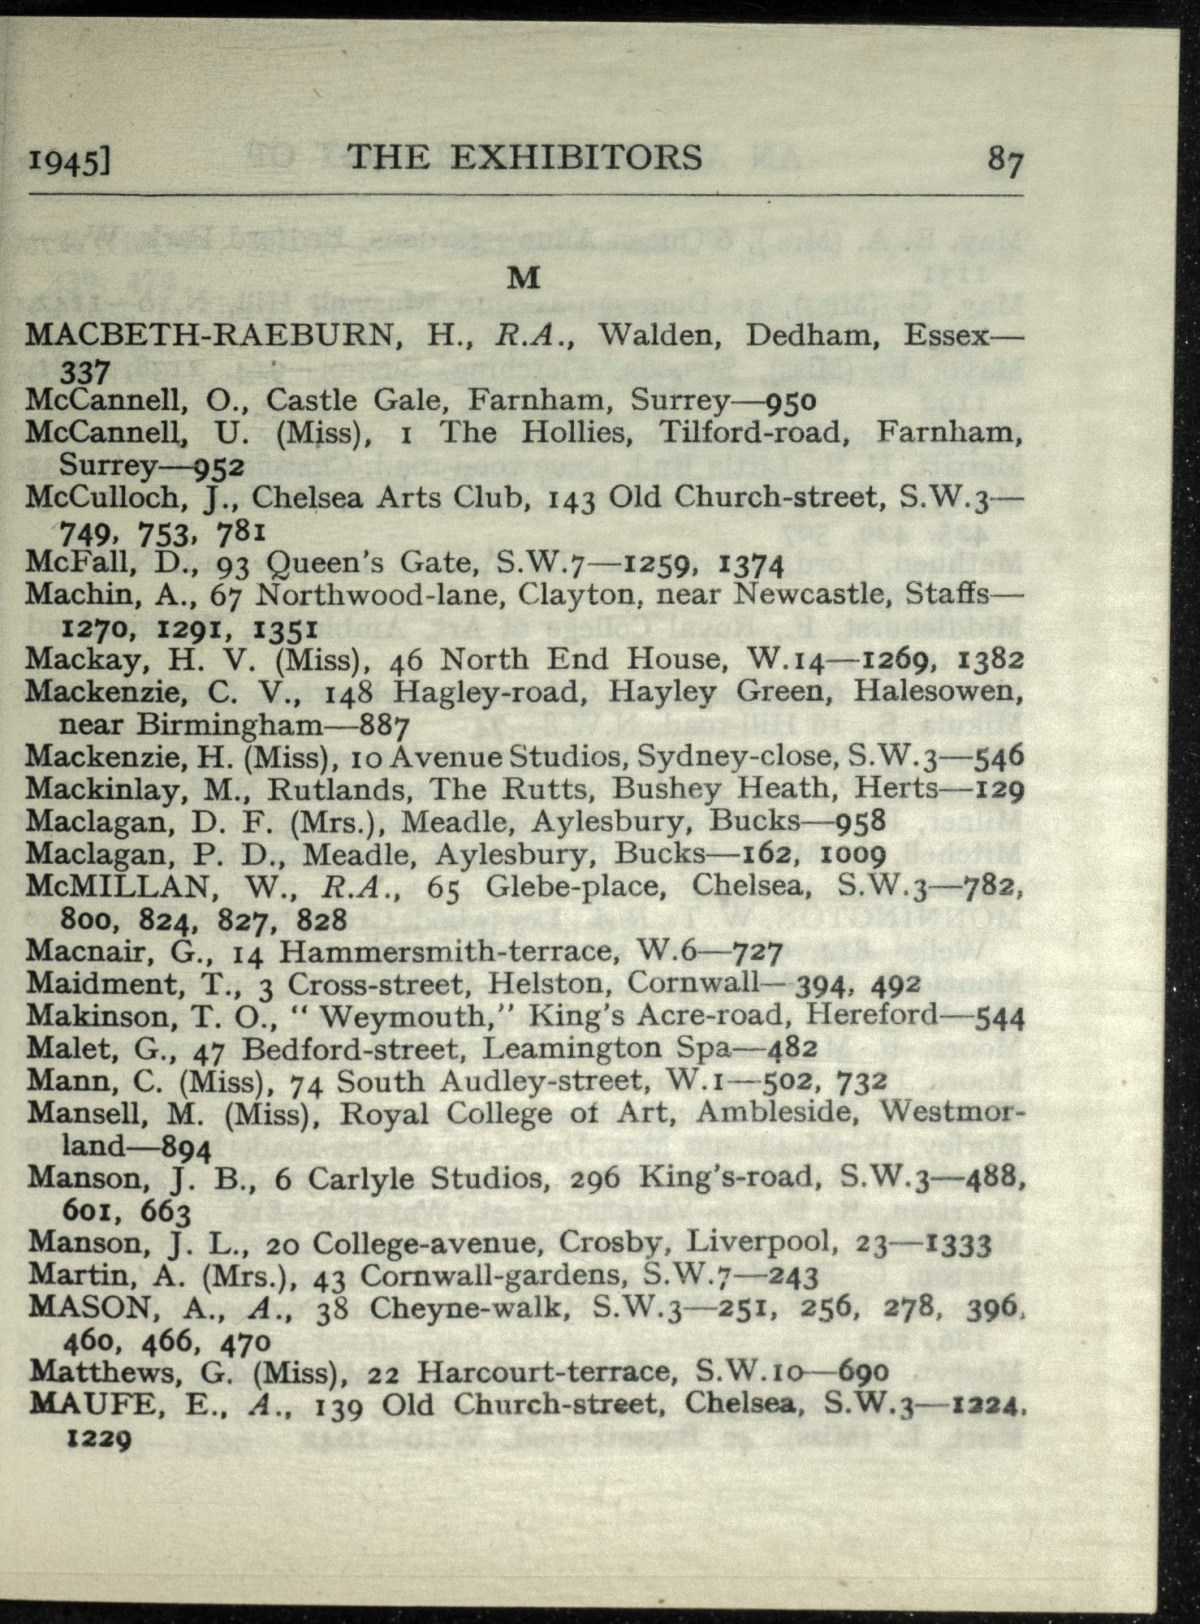 1945] THE EXHIBITORS 87
M
MACBETH-RAEBURN, H., R.A., Walden, Dedham, Essex—
337
McCannell, O., Castle Gale, Farnham, Surrey—950
McCannell, U. (Miss), 1 The Hollies, Tilford-road, Farnham,
Surrey—952
McCulloch, J., Chelsea Arts Club, 143 Old Church-street, S.W.3—
749, 753, 781
McFall, D., 93 Queen's Gate, S.W.7—1259, 1374
Machin, A., 67 Northwood-lane, Clayton, near Newcastle, Staffs—
1270, 1291, 1351
Mackay, H. V. (Miss), 46 North End House, W.14—1269, 1382
Mackenzie, C. V., 148 Hagley-road, Hayley Green, Halesowen,
near Birmingham—887
Mackenzie, H. (Miss), 10 Avenue Studios, Sydney-close, S.W.3—546
Mackinlay, M., Rutlands, The Rutts, Bushey Heath, Herts—129
Maclagan, D. F. (Mrs.), Meadle, Aylesbury, Bucks—958
Maclagan, P. D., Meadle, Aylesbury, Bucks—162, 1009
McMILLAN, W., R.A., 65 Glebe-place, Chelsea, S.W.3—782,
800, 824, 827, 828
Macnair, G., 14 Hammersmith-terrace, W.6—727
Maidment, T., 3 Cross-street, Helston, Cornwall—394, 492
Makinson, T. O., "Weymouth," King's Acre-road, Hereford—544
Malet, G., 47 Bedford-street, Leamington Spa—482
Mann, C. (Miss), 74 South Audley-street, W.1—502, 732
Mansell, M. (Miss), Royal College of Art, Ambleside, Westmor-
land—894
Manson, J. B., 6 Carlyle Studios, 296 King's-road, S.W.3—488,
601, 663
Manson, J. L., 20 College-avenue, Crosby, Liverpool, 23—1333
Martin, A. (Mrs.), 43 Cornwall-gardens, S.W.7—243
MASON, A., A., 38 Cheyne-walk, S.W.3—251, 256, 278, 396,
460, 466, 470
Matthews, G. (Miss), 22 Harcourt-terrace, S.W.10—690
MAUFE, E., A., 139 Old Church-street, Chelsea, S.W.3—1224,
1229